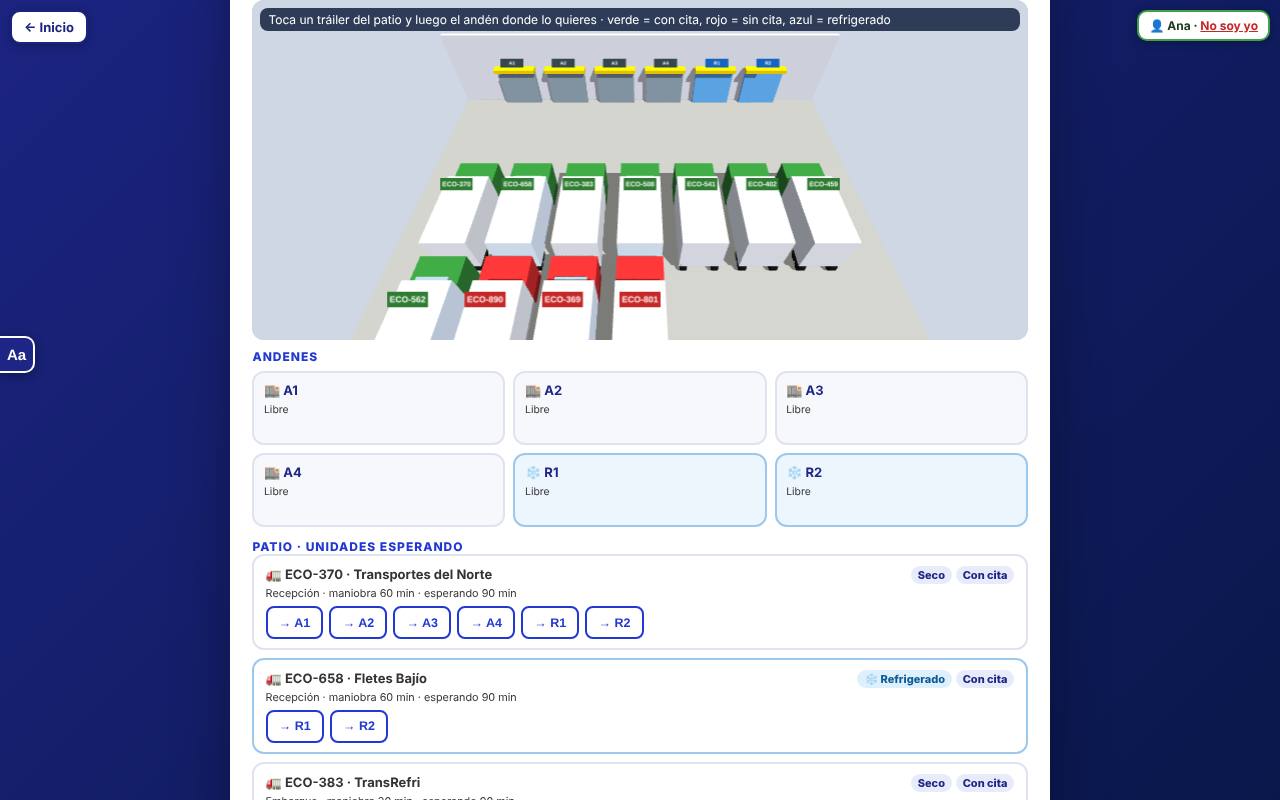 ← Inicio
👤 Ana · No soy yo
Toca un tráiler del patio y luego el andén donde lo quieres · verde = con cita, rojo = sin cita, azul = refrigerado
A1 A2 A3 A4 R1 R2
ECO-370 ECO-658 ECO-383 ECO-508 ECO-541 ECO-402 ECO-459
ECO-562 ECO-890 ECO-369 ECO-801
Aa
ANDENES
🏬 A1
Libre
🏬 A2
Libre
🏬 A3
Libre
🏬 A4
Libre
❄️ R1
Libre
❄️ R2
Libre
PATIO · UNIDADES ESPERANDO
🚛 ECO-370 · Transportes del Norte
Seco Con cita
Recepción · maniobra 60 min · esperando 90 min
→ A1 → A2 → A3 → A4 → R1 → R2
🚛 ECO-658 · Fletes Bajío
❄️ Refrigerado Con cita
Recepción · maniobra 60 min · esperando 90 min
→ R1 → R2
🚛 ECO-383 · TransRefri
Seco Con cita